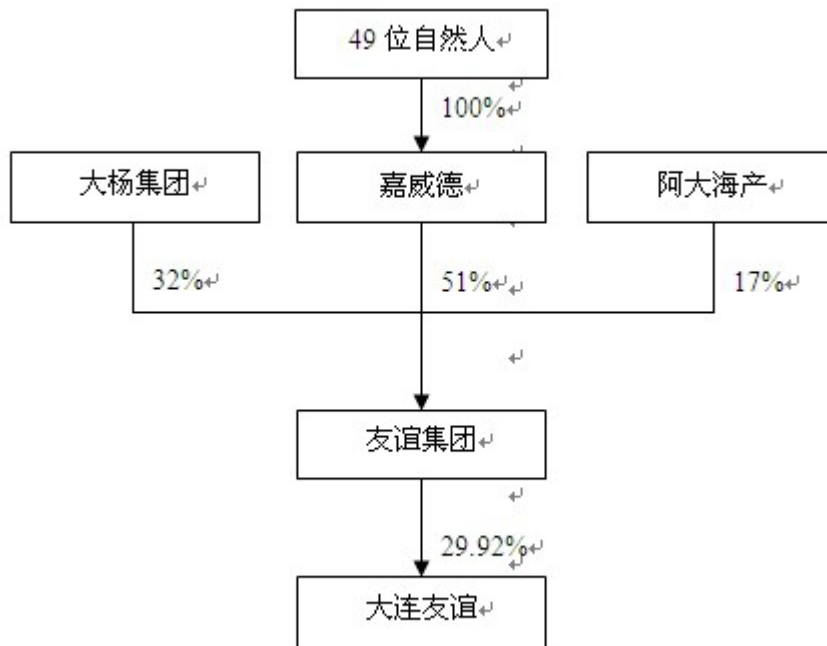 49 位自然人
100%
大杨集团
嘉威德
阿大海产
32%
51%
17%
友谊集团
29.92%
大连友谊